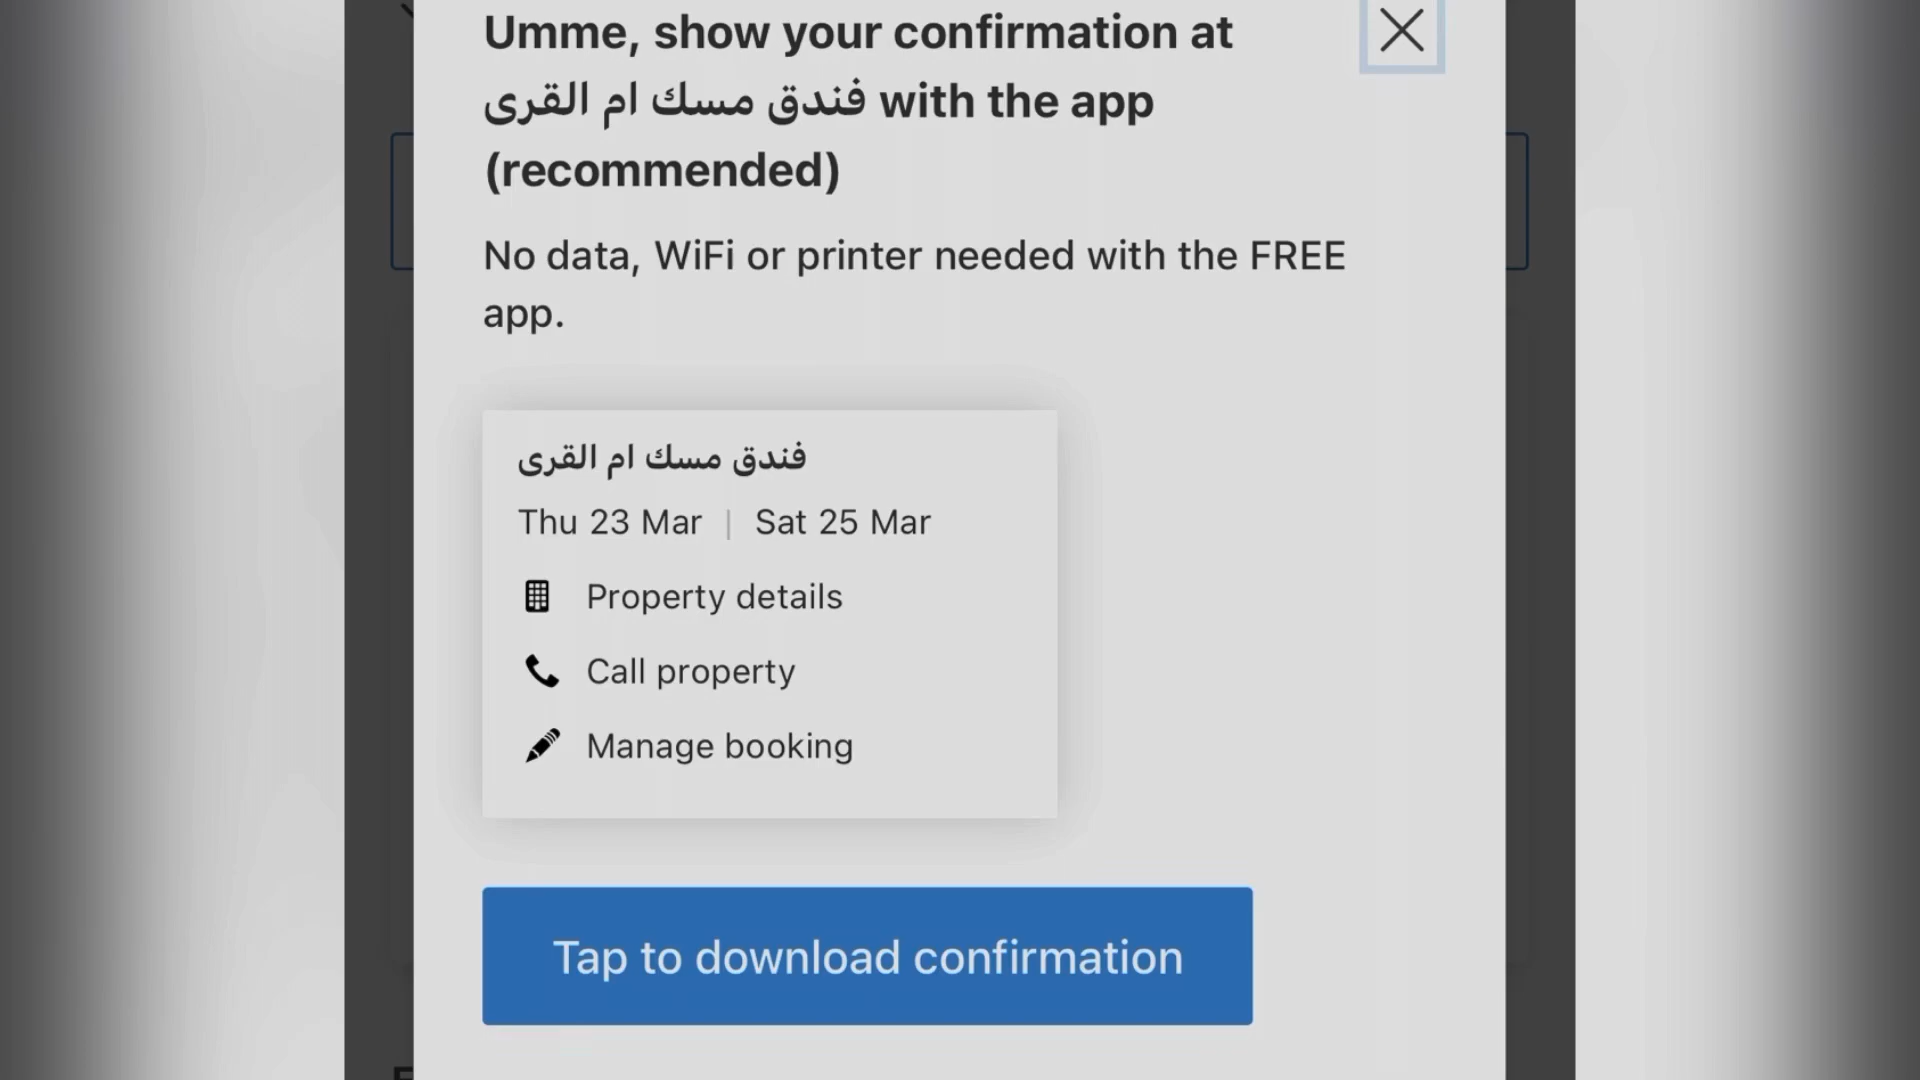 Umme, show your confirmation at
فندق مسك ام القرى with the app
(recommended)
No data, WiFi or printer needed with the FREE
app.
فندق مسك ام القرى
Thu 23 Mar | Sat 25 Mar
Property details
Call property
Manage booking
Tap to download confirmation